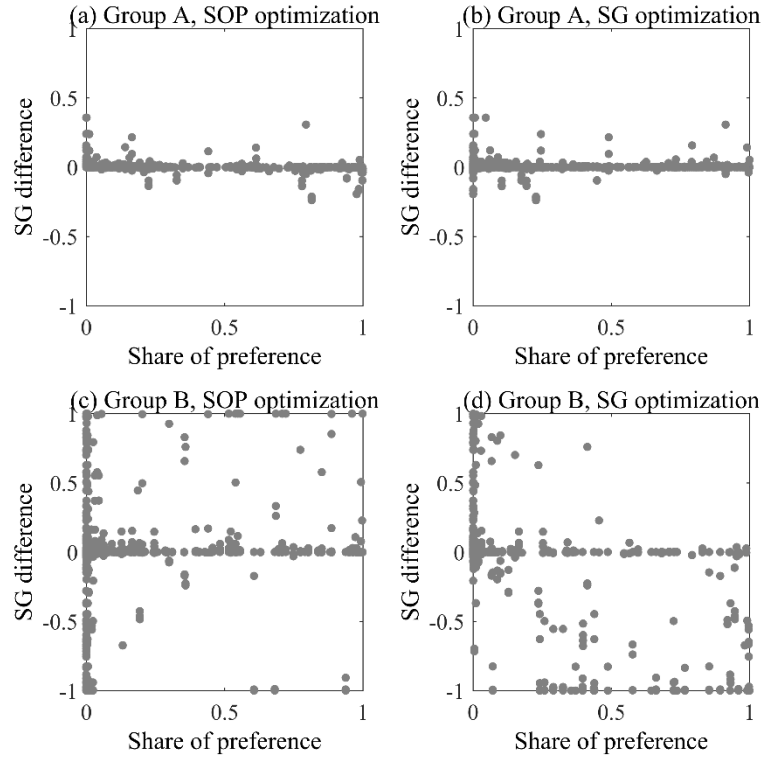 (a) Group A, SOP optimization
1
0.5
0
-0.5
-1
SG difference
0
0.5
1
Share of preference
(b) Group A, SG optimization
1
0.5
0
-0.5
-1
SG difference
0
0.5
1
Share of preference
(c) Group B, SOP optimization
1
0.5
0
-0.5
-1
SG difference
0
0.5
1
Share of preference
(d) Group B, SG optimization
1
0.5
0
-0.5
-1
SG difference
0
0.5
1
Share of preference